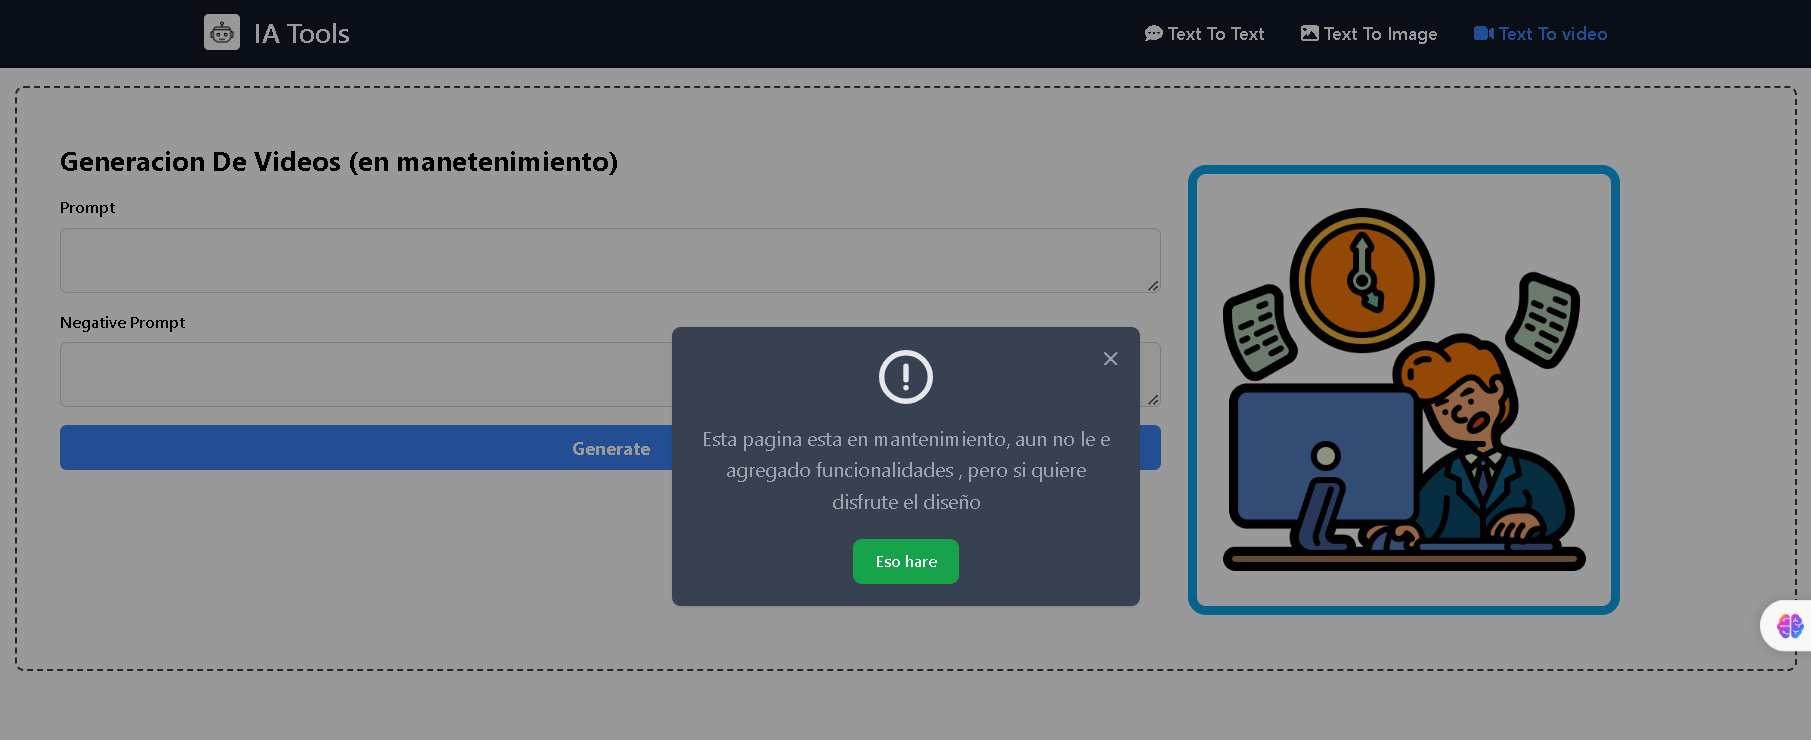 IA Tools
Text To Text
Text To Image
Text To video
Generacion De Videos (en manetenimiento)
Prompt
Negative Prompt
Generate
Esta pagina esta en mantenimiento, aun no le e
agregado funcionalidades , pero si quiere
disfrute el diseño
Eso hare